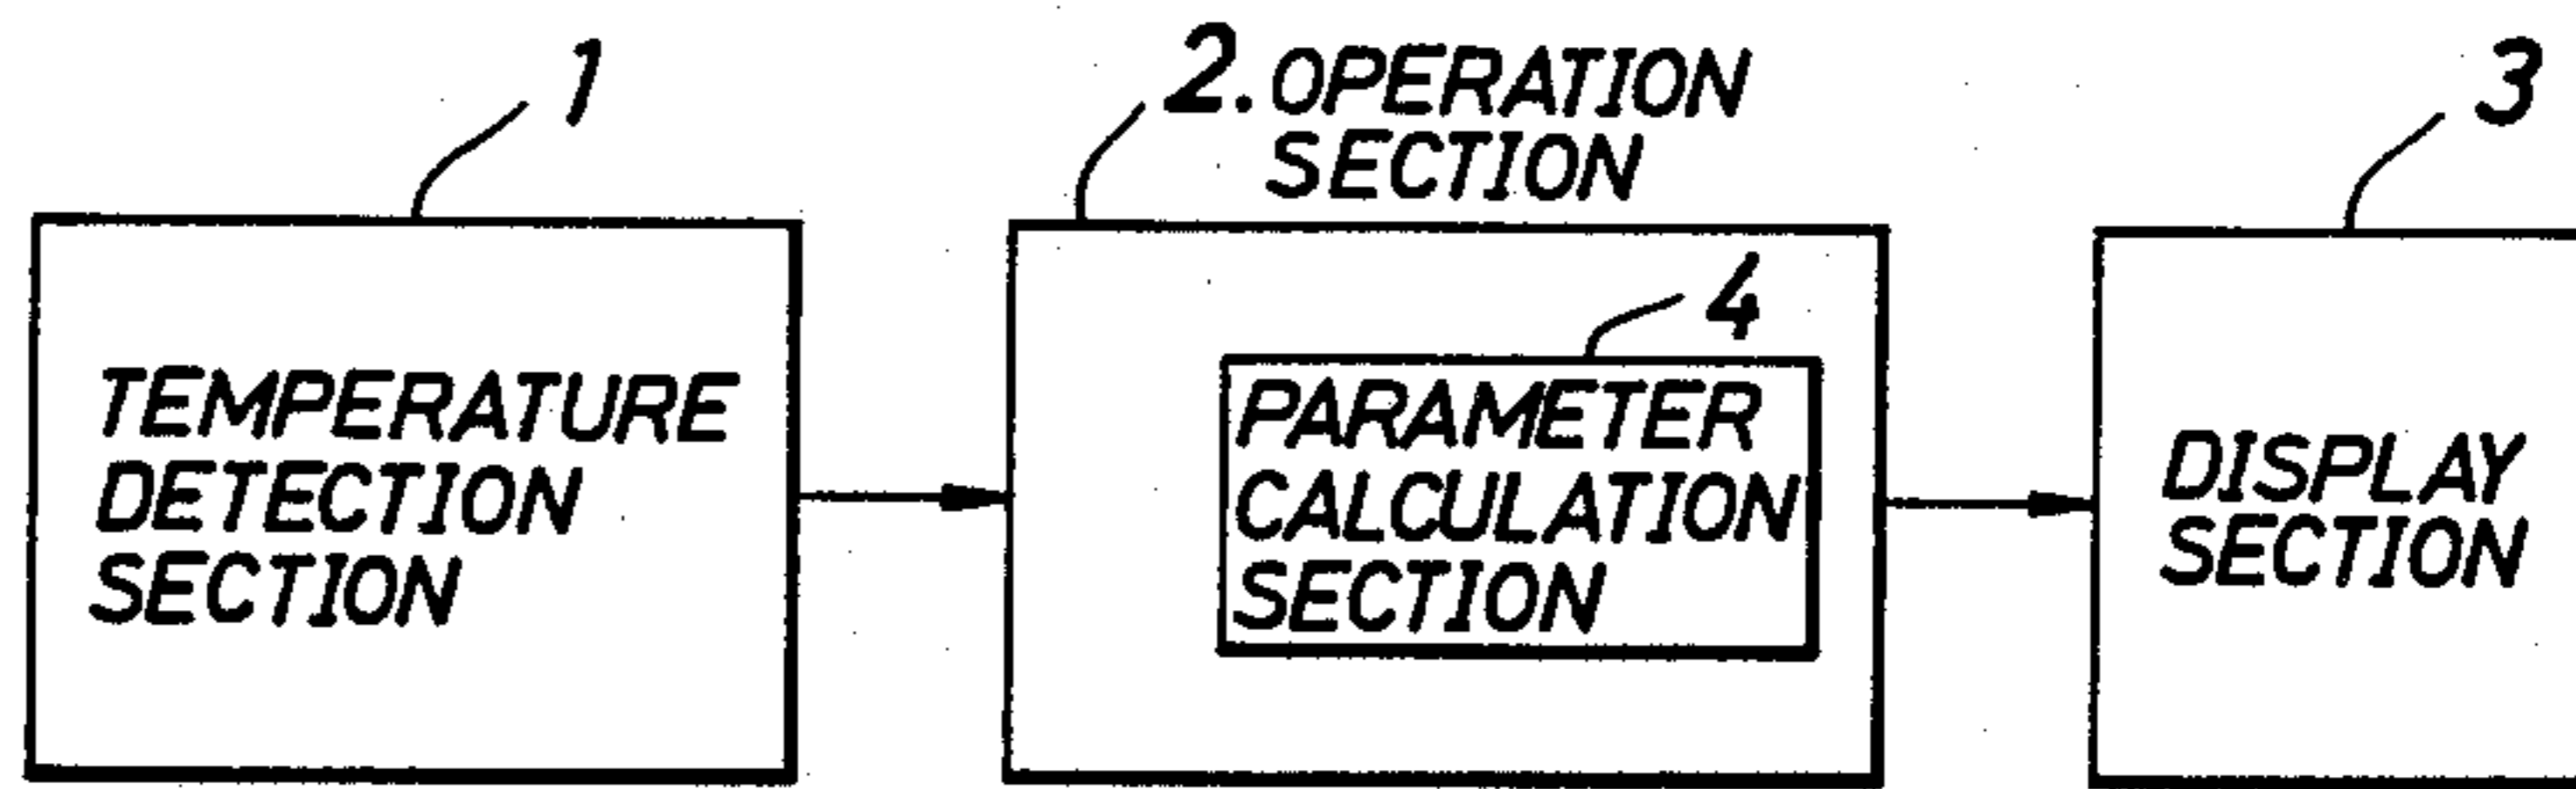 1
2. OPERATION
SECTION
3
4
TEMPERATURE
DETECTION
SECTION
PARAMETER
CALCULATION
SECTION
DISPLAY
SECTION